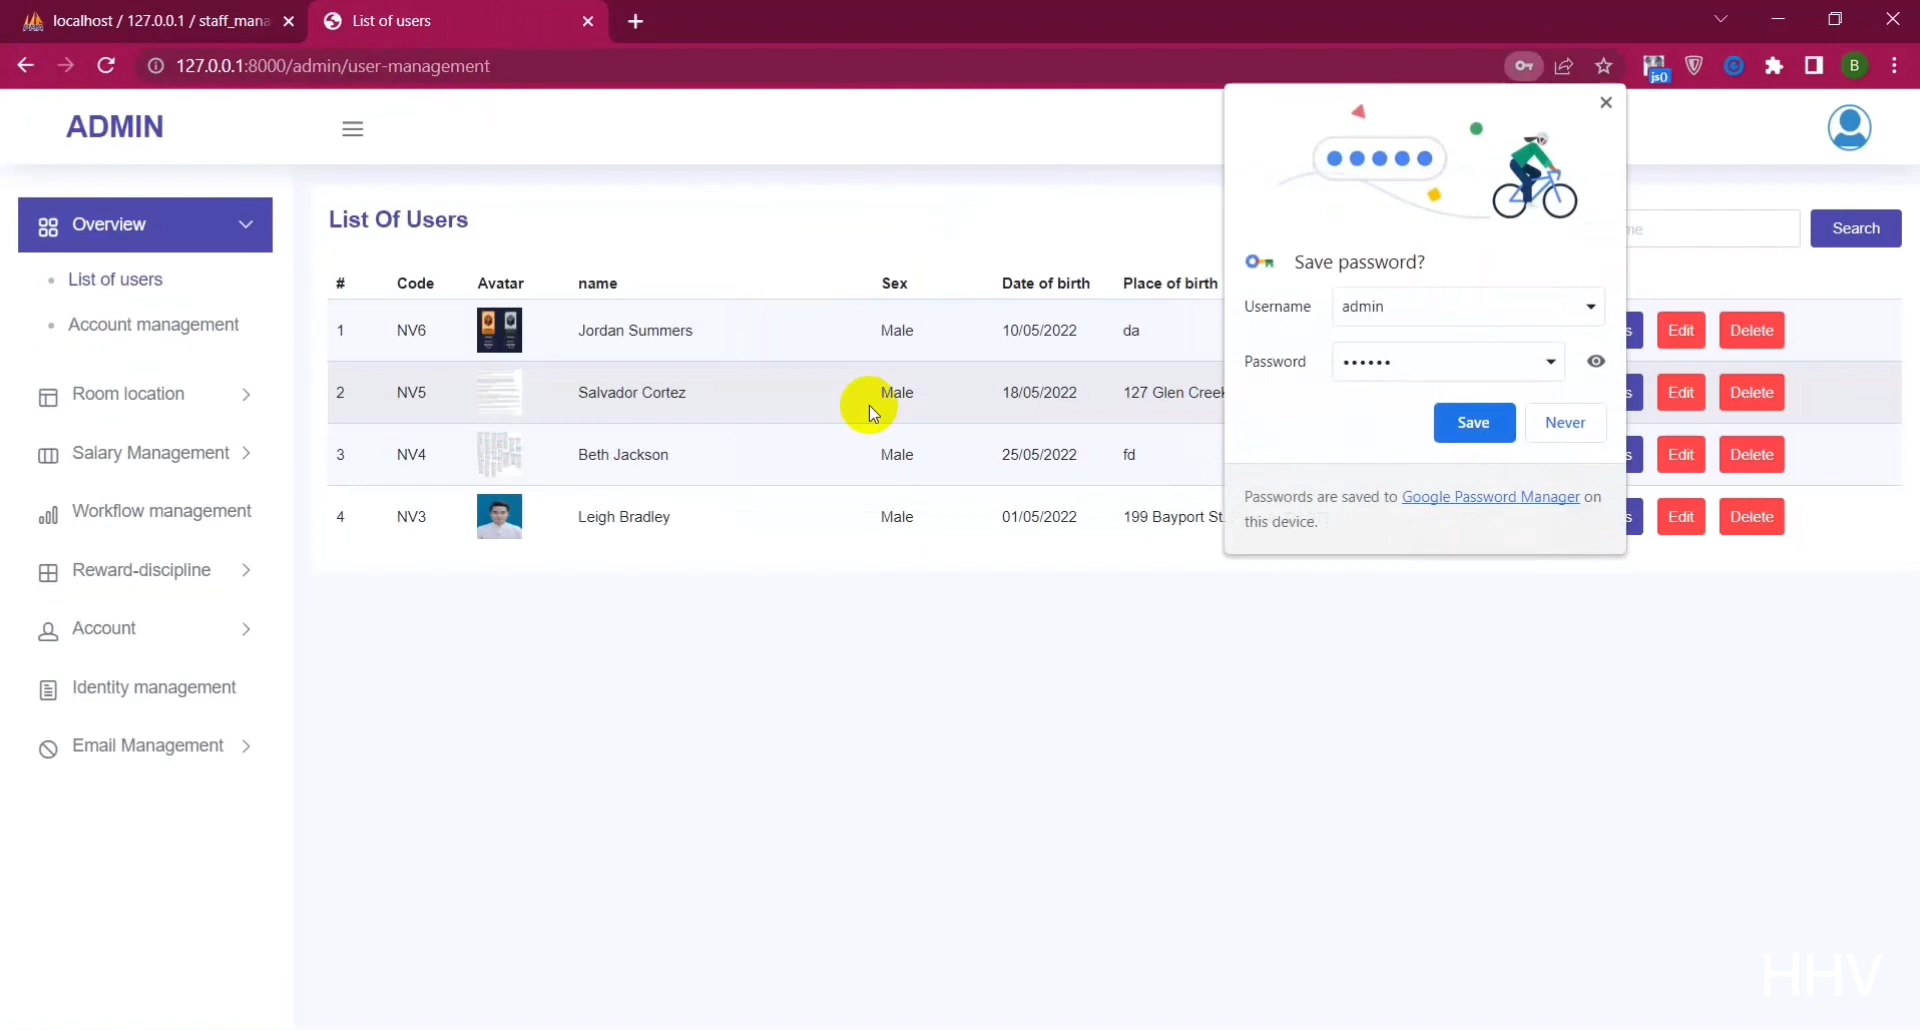 localhost / 127.0.0.1 / staff_mana
List of users
127.0.0.1:8000/admin/user-management
js()
B
ADMIN
Overview
List of users
Account management
Room location
Salary Management
Workflow management
Reward-discipline
Account
Identity management
Email Management
List Of Users
Search
# Code Avatar name Sex Date of birth Place of birth
1 NV6 Jordan Summers Male 10/05/2022 da Edit Delete
2 NV5 Salvador Cortez Male 18/05/2022 127 Glen Creek Edit Delete
3 NV4 Beth Jackson Male 25/05/2022 fd Edit Delete
4 NV3 Leigh Bradley Male 01/05/2022 199 Bayport St. Edit Delete
Save password?
Username admin
Password ••••••
Save Never
Passwords are saved to Google Password Manager on
this device.
HHV